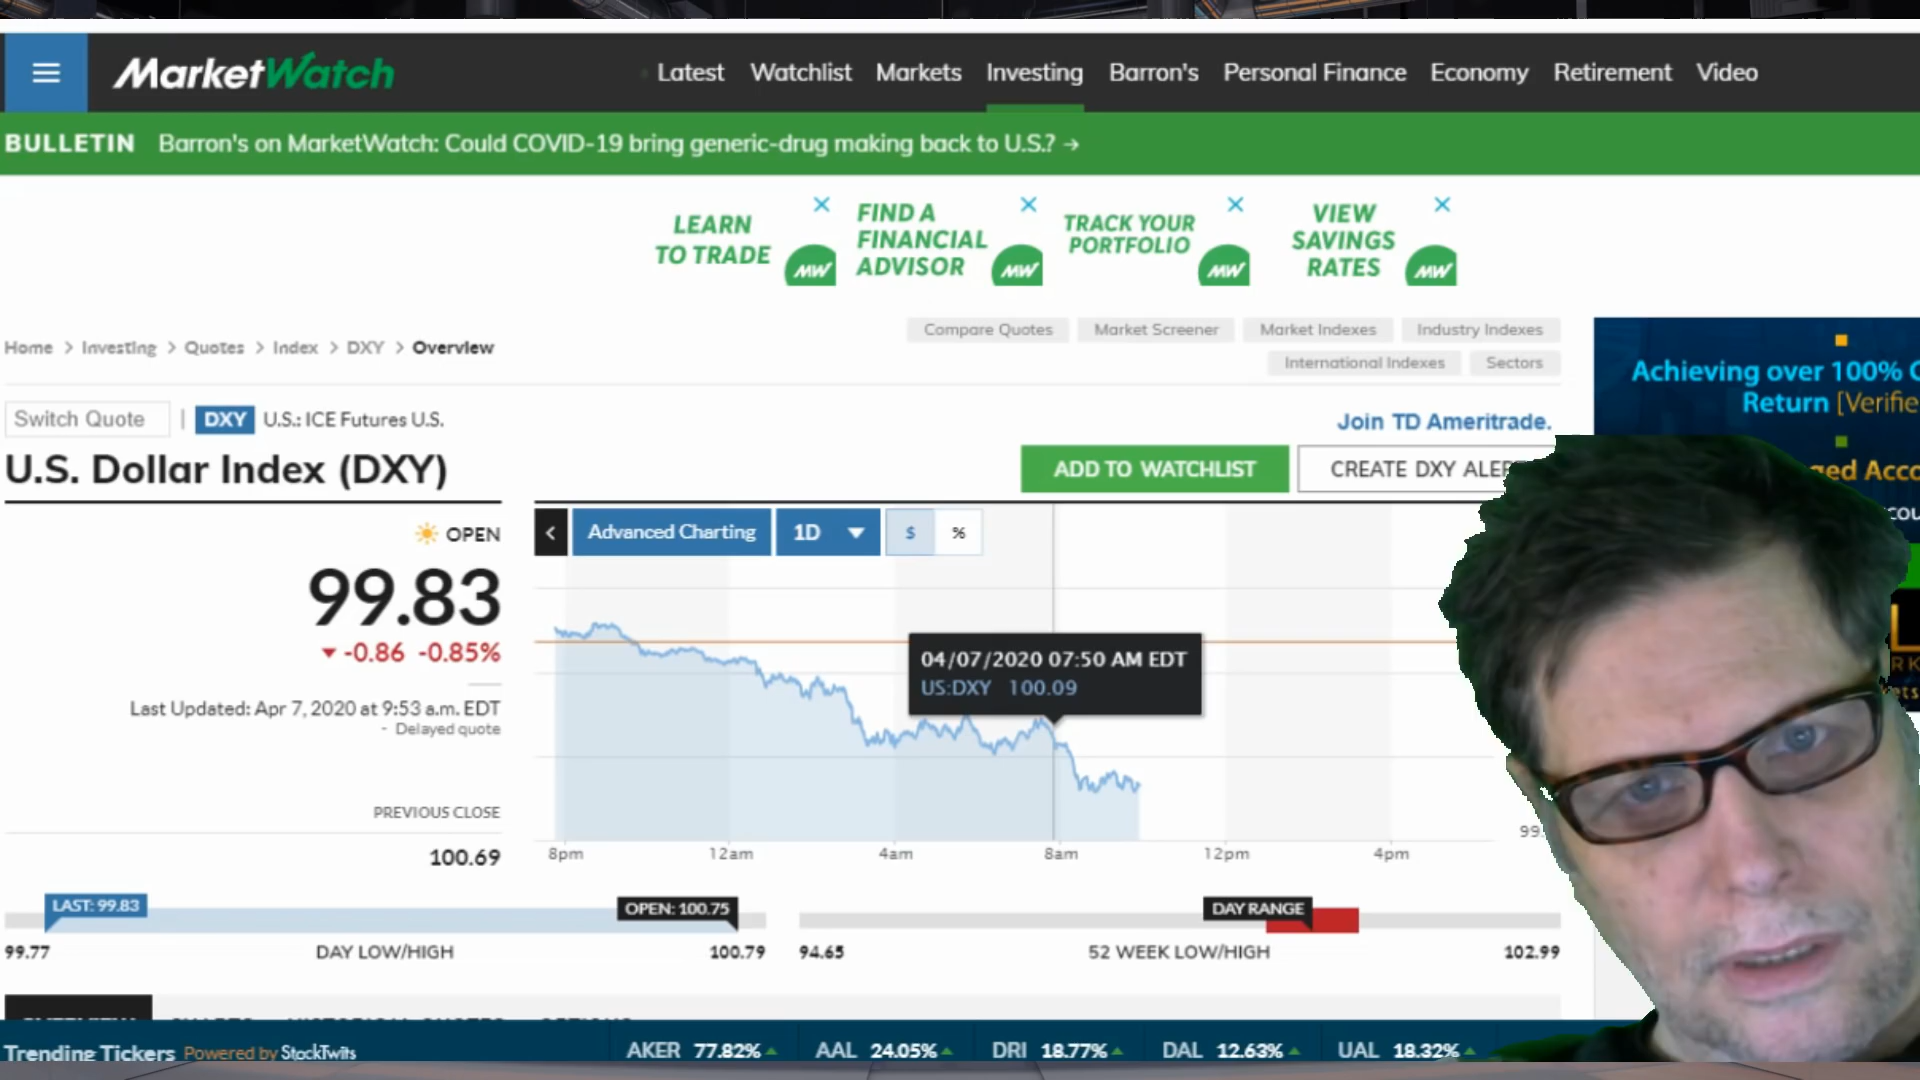 MarketWatch
Latest Watchlist Markets Investing Barron's Personal Finance Economy Retirement Video
BULLETIN Barron's on MarketWatch: Could COVID-19 bring generic-drug making back to U.S.? →
LEARN
TO TRADE
MW
FIND A
FINANCIAL
ADVISOR
MW
TRACK YOUR
PORTFOLIO
MW
VIEW
SAVINGS
RATES
MW
Compare Quotes Market Screener Market Indexes Industry Indexes
International Indexes Sectors
Home > Investing > Quotes > Index > DXY > Overview
Switch Quote | DXY U.S.: ICE Futures U.S.
Join TD Ameritrade.
U.S. Dollar Index (DXY)
ADD TO WATCHLIST
CREATE DXY
OPEN
99.83
-0.86 -0.85%
Last Updated: Apr 7, 2020 at 9:53 a.m. EDT
- Delayed quote
PREVIOUS CLOSE
100.69
Advanced Charting 1D $ %
04/07/2020 07:50 AM EDT
US:DXY 100.09
8pm 12am 4am 8am 12pm 4pm
LAST: 99.83 OPEN: 100.75
99.77 DAY LOW/HIGH 100.79
DAY RANGE
94.65 52 WEEK LOW/HIGH 102.99
Achieving over 100%
Return
Trending Tickers Powered by StockTwits
AKER 77.82% AAL 24.05% DRI 18.77% DAL 12.63% UAL 18.32%